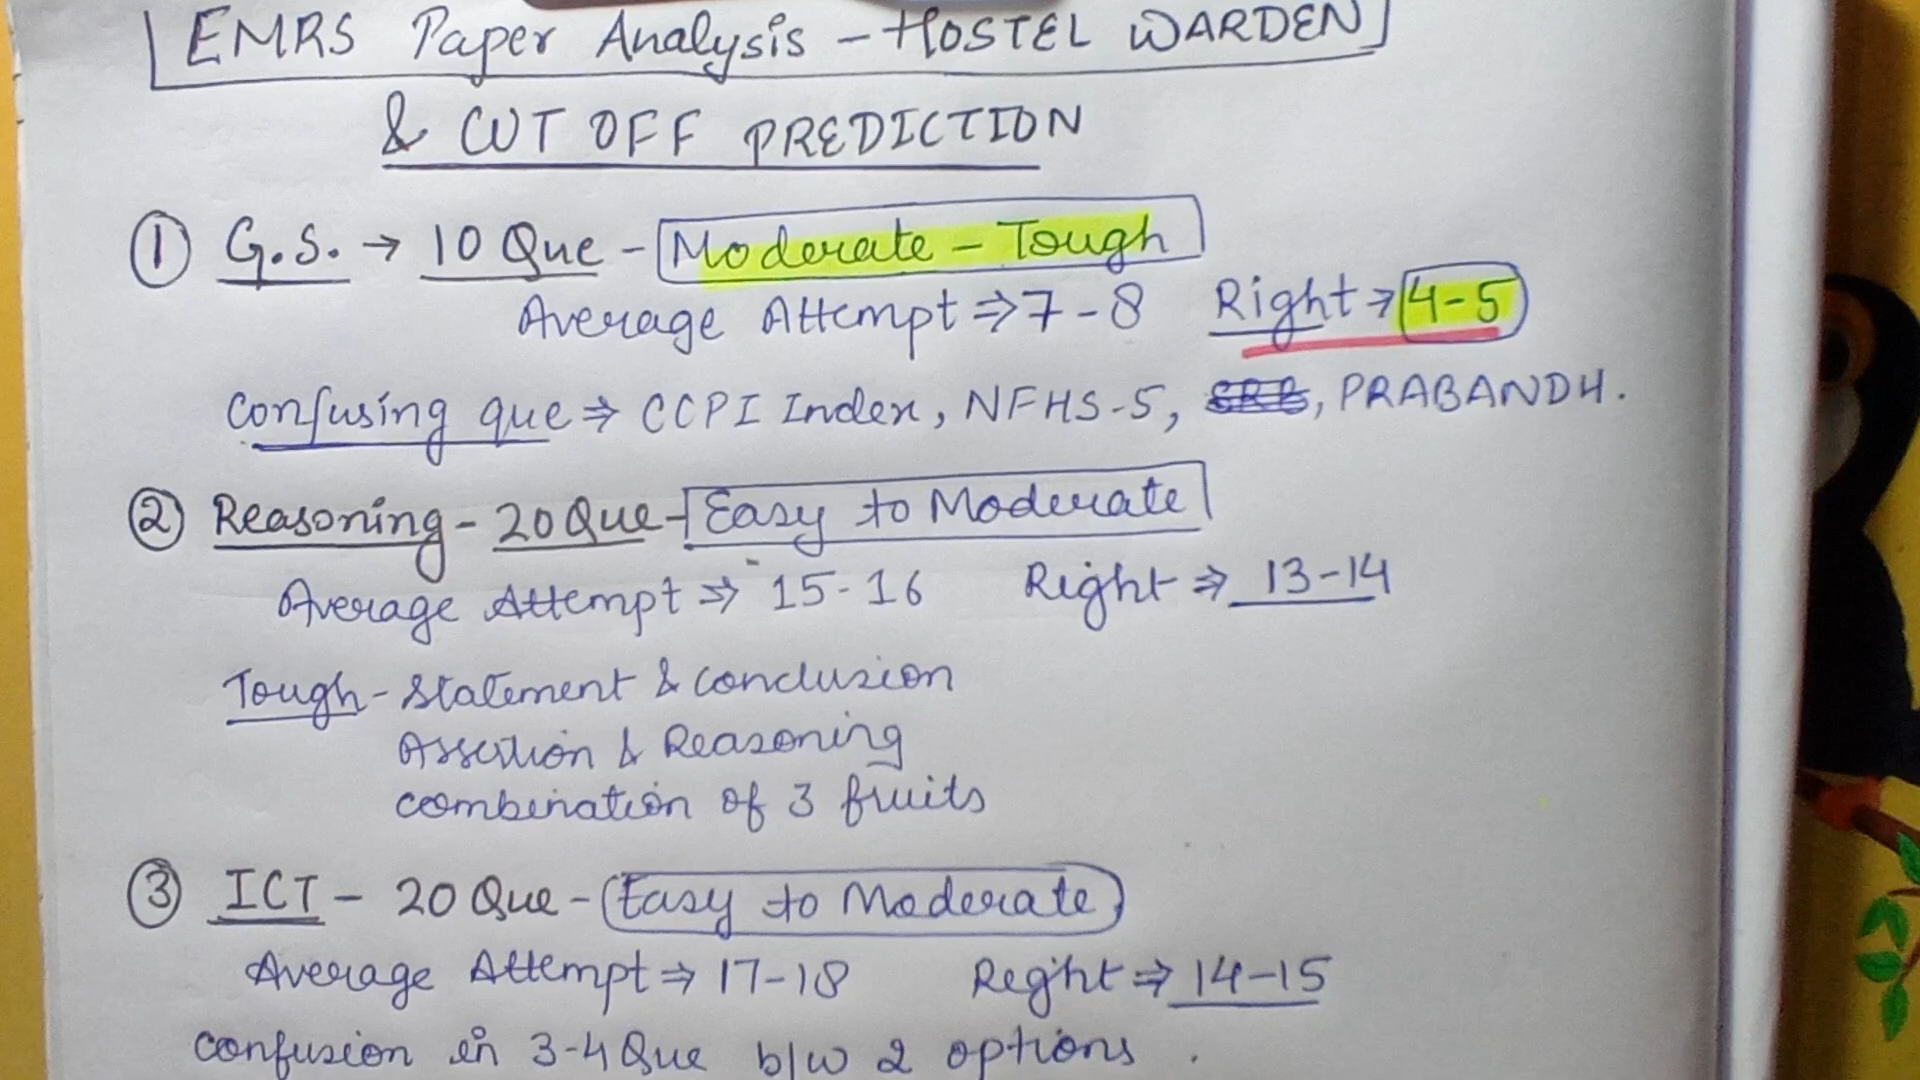 EMRS Paper Analysis - HOSTEL WARDEN
& CUT OFF PREDICTION
① G.S. → 10 Que - Moderate - Tough
Average Attempt ⇒ 7-8 Right → 4-5
Confusing que ⇒ CCPI Index, NFHS-5, , PRABANDH.
② Reasoning - 20 Que - Easy to Moderate
Average Attempt ⇒ 15-16 Right ⇒ 13-14
Tough - Statement & conclusion
Assertion & Reasoning
combination of 3 fruits
③ ICT - 20 Que - Easy to Moderate
Average Attempt ⇒ 17-18 Right ⇒ 14-15
confusion in 3-4 Que b/w 2 options .